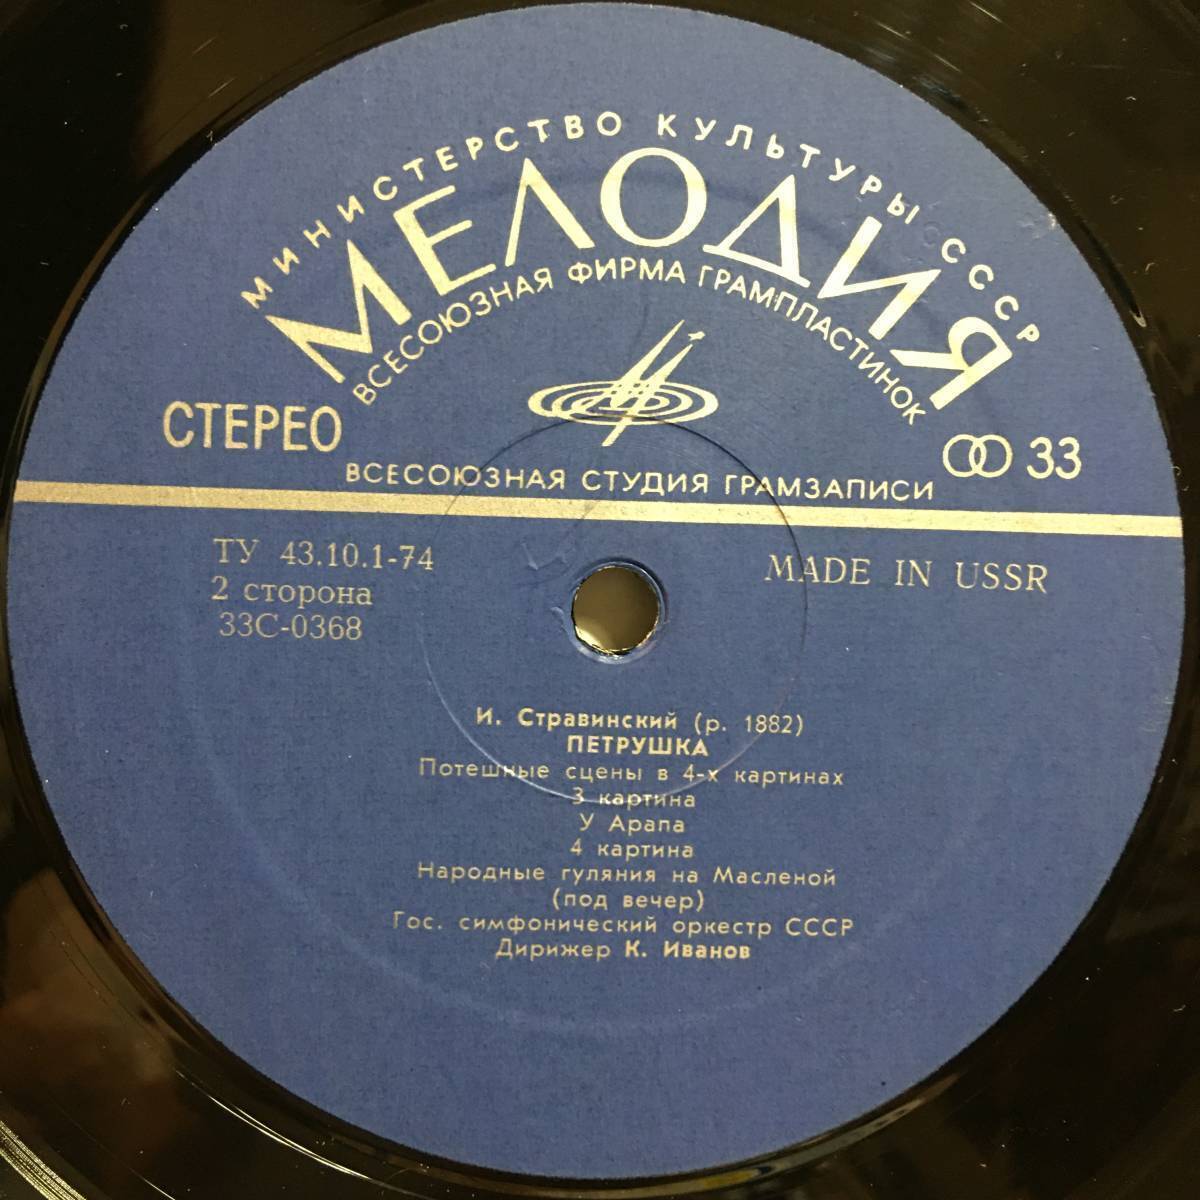 МИНИСТЕРСТВО КУЛЬТУРЫ СССР
МЕЛОДИЯ
ВСЕСОЮЗНАЯ ФИРМА ГРАМПЛАСТИНОК
СТЕРЕО
33
ВСЕСОЮЗНАЯ СТУДИЯ ГРАМЗАПИСИ
ТУ 43.10.1-74
MADE IN USSR
2 сторона
33С-0368
И. Стравинский (р. 1882)
ПЕТРУШКА
Потешные сцены в 4-х картинах
3 картина
У Арапа
4 картина
Народные гуляния на Масленой
(под вечер)
Гос. симфонический оркестр СССР
Дирижер К. Иванов